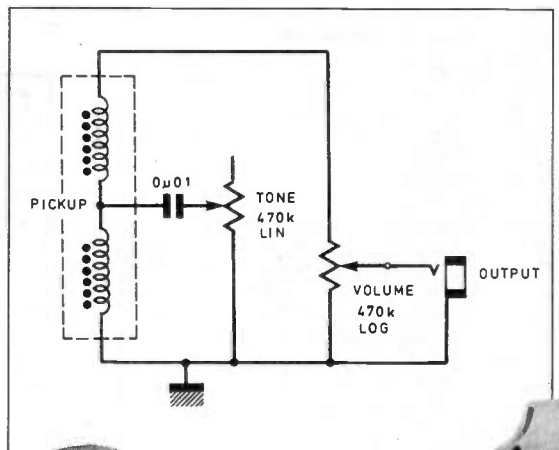 0µ01
PICKUP
TONE
470k
LIN
VOLUME
470k
LOG
OUTPUT